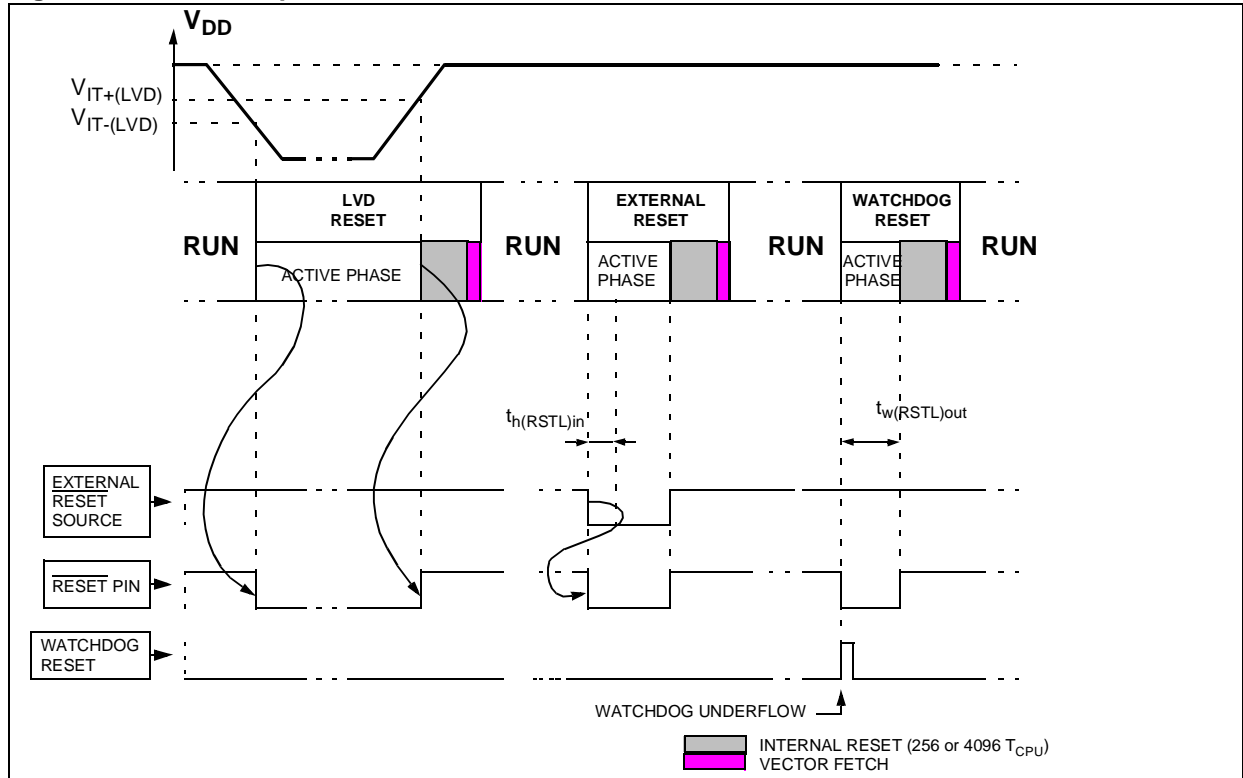 VDD
VIT+(LVD)
VIT-(LVD)
LVD
RESET
EXTERNAL
RESET
WATCHDOG
RESET
RUN
RUN
RUN
RUN
ACTIVE PHASE
ACTIVE
PHASE
ACTIVE
PHASE
th(RSTL)in
tw(RSTL)out
EXTERNAL
RESET
SOURCE
RESET PIN
WATCHDOG
RESET
WATCHDOG UNDERFLOW
INTERNAL RESET (256 or 4096 TCPU)
VECTOR FETCH